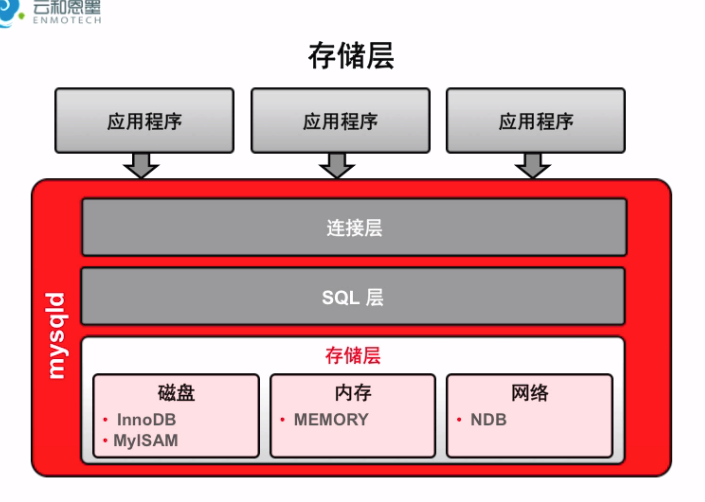 云和恩墨
ENMOTECH
存储层
应用程序
应用程序
应用程序
mysqld
连接层
SQL 层
存储层
磁盘
• InnoDB
• MyISAM
内存
• MEMORY
网络
• NDB